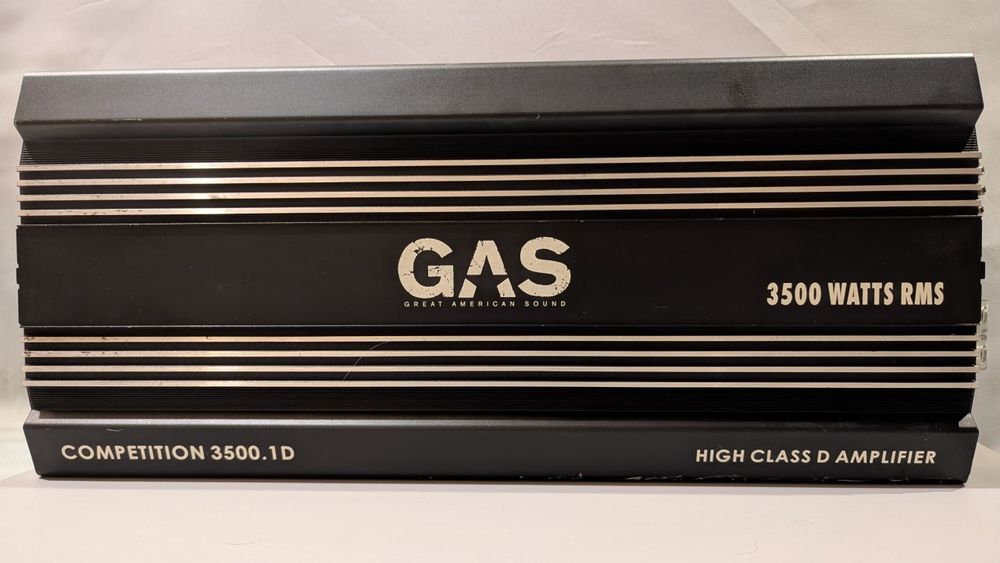 GAS
GREAT AMERICAN SOUND
3500 WATTS RMS
COMPETITION 3500.1D
HIGH CLASS D AMPLIFIER